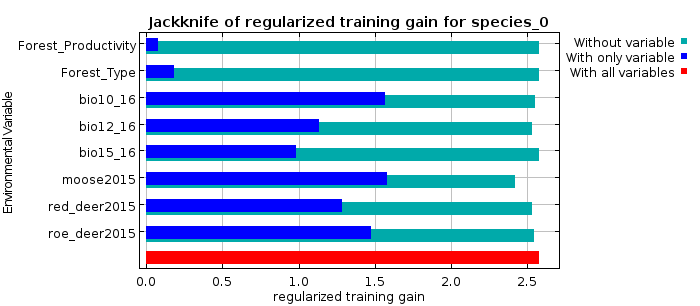 Jackknife of regularized training gain for species_0
Without variable
With only variable
With all variables
Environmental Variable
Forest_Productivity
Forest_Type
bio10_16
bio12_16
bio15_16
moose2015
red_deer2015
roe_deer2015
0.0 0.5 1.0 1.5 2.0 2.5
regularized training gain